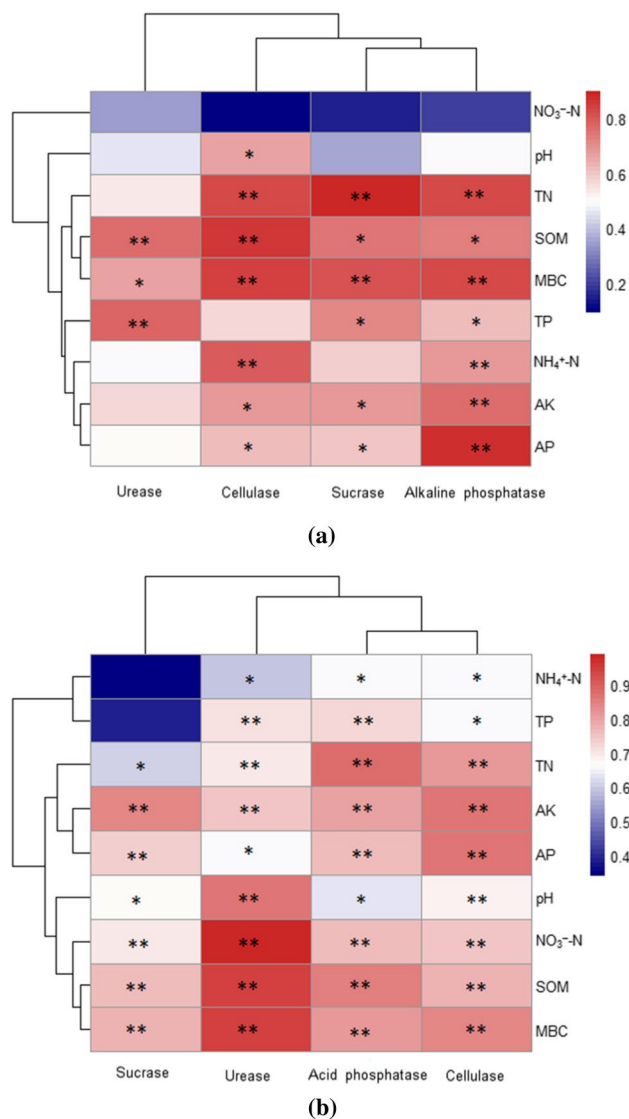 NO₃⁻-N
pH * 0.8
TN ** ** **
SOM ** ** * * 0.6
MBC * ** ** ** 0.4
TP ** * * 0.2
NH₄⁺-N ** **
AK * * **
AP * * **
Urease Cellulase Sucrase Alkaline phosphatase
(a)
NH₄⁺-N * * * 0.9
TP ** ** * 0.8
TN * ** ** ** 0.7
AK ** ** ** ** 0.6
AP ** * ** ** 0.5
pH * ** * ** 0.4
NO₃⁻-N ** ** ** **
SOM ** ** ** **
MBC ** ** ** **
Sucrase Urease Acid phosphatase Cellulase
(b)